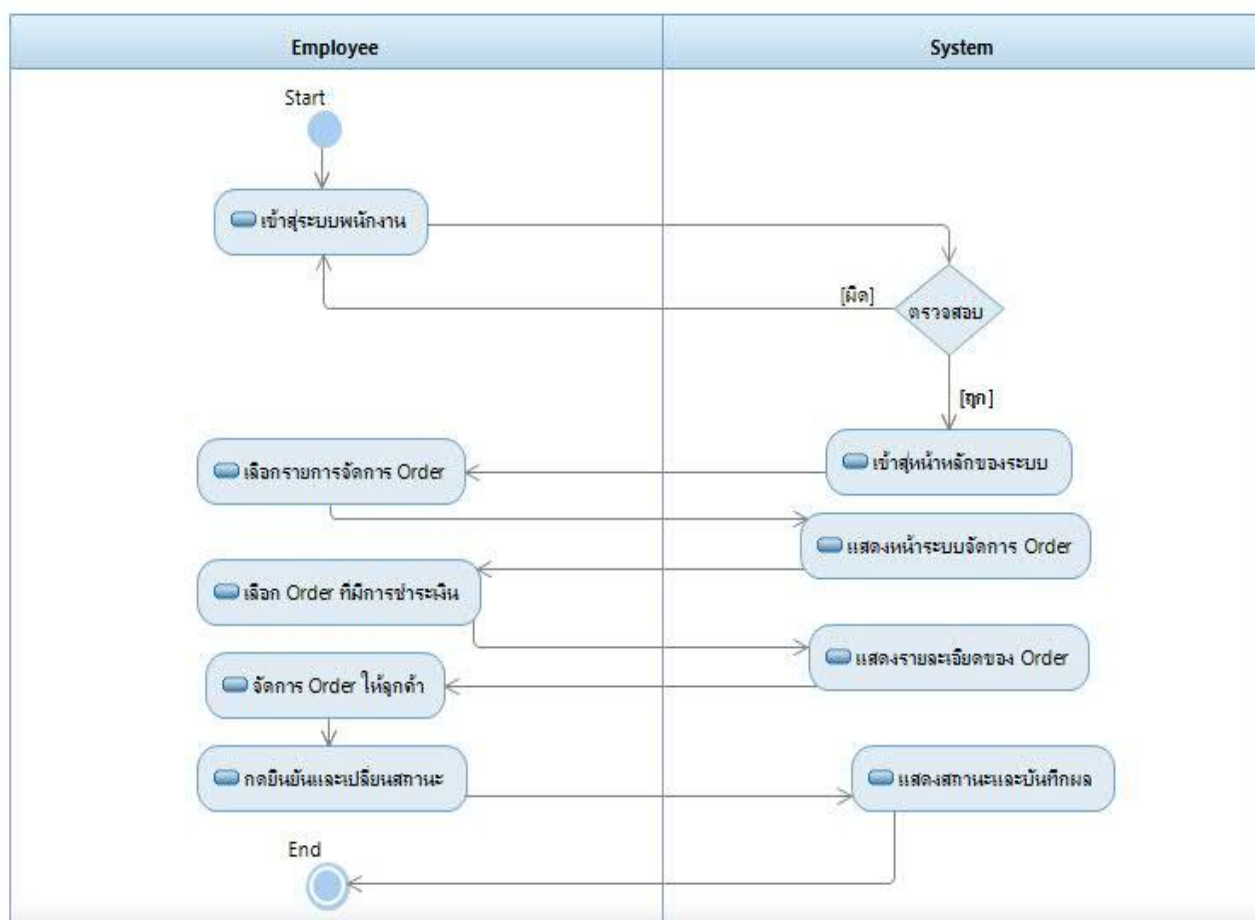 Employee
System
Start
เข้าสู่ระบบพนักงาน
[ผิด]
ตรวจสอบ
[ถูก]
เข้าสู่หน้าหลักของระบบ
เลือกรายการจัดการ Order
แสดงหน้าระบบจัดการ Order
เลือก Order ที่มีการชำระเงิน
แสดงรายละเอียดของ Order
จัดการ Order ให้ลูกค้า
กดยืนยันและเปลี่ยนสถานะ
แสดงสถานะและบันทึกผล
End